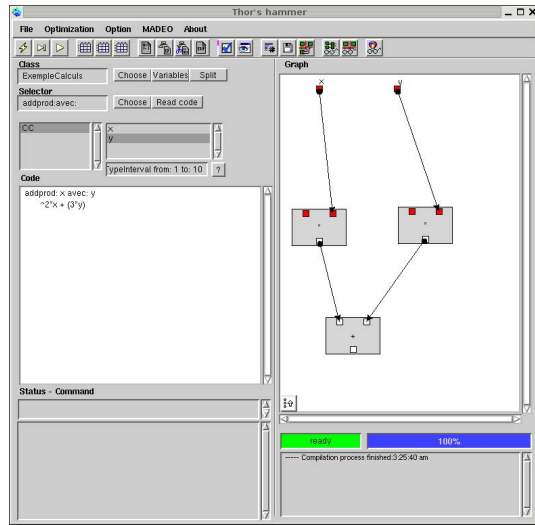 Thor's hammer
File Optimization Option MADEO About
Class
ExempleCalculs Choose Variables Split
Selector
addprod:avec: Choose Read code
CC
x
y
TypeInterval from: 1 to: 10 ?
Code
addprod: x avec: y
^2*x + (3*y)
Status - Command
Graph
x y
* *
+
ready 100%
----- Compilation process finished:3:25:40 am